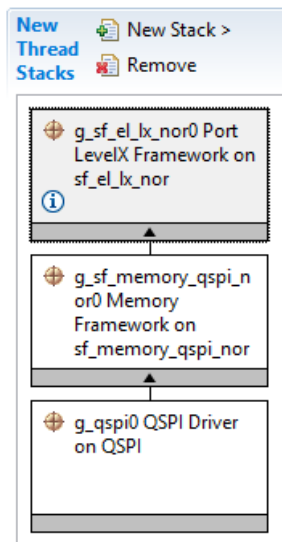 New
Thread
Stacks
New Stack >
Remove
g_sf_el_lx_nor0 Port
LevelX Framework on
sf_el_lx_nor
g_sf_memory_qspi_n
or0 Memory
Framework on
sf_memory_qspi_nor
g_qspi0 QSPI Driver
on QSPI